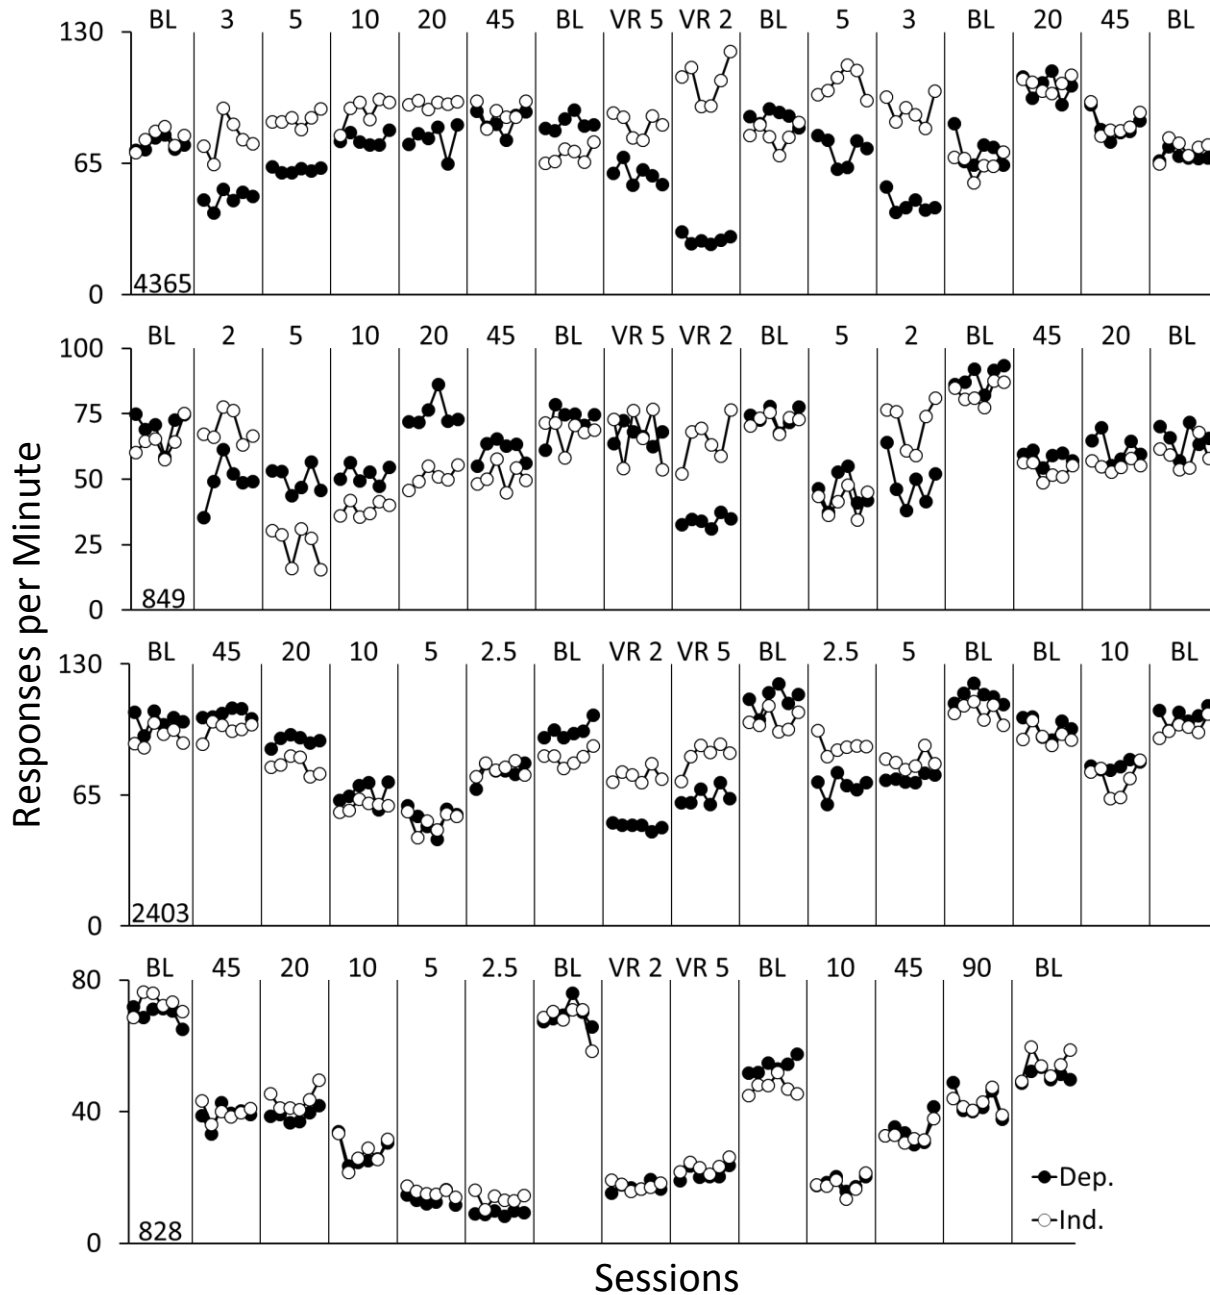 BL 3 5 10 20 45 BL VR 5 VR 2 BL 5 3 BL 20 45 BL
130
65
0
4365
BL 2 5 10 20 45 BL VR 5 VR 2 BL 5 2 BL 45 20 BL
100
75
50
25
0
849
Responses per Minute
BL 45 20 10 5 2.5 BL VR 2 VR 5 BL 2.5 5 BL BL 10 BL
130
65
0
2403
BL 45 20 10 5 2.5 BL VR 2 VR 5 BL 10 45 90 BL
80
40
0
828
Dep.
Ind.
Sessions